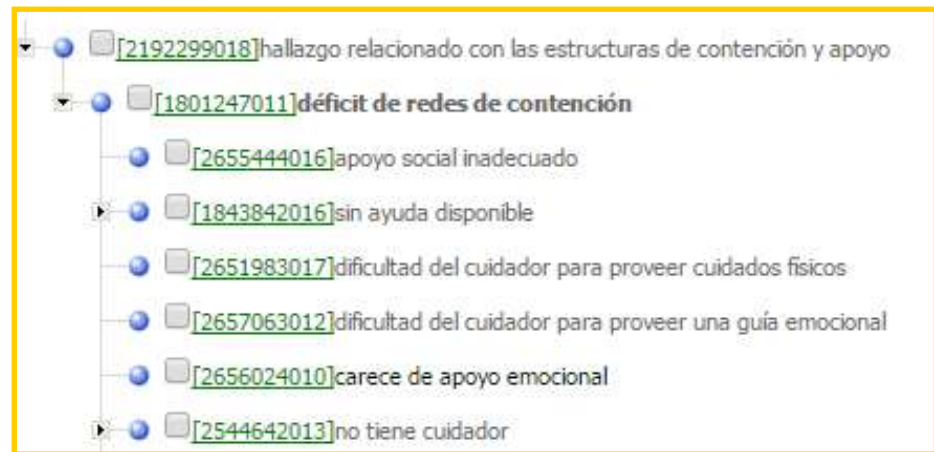 [2192299018]hallazgo relacionado con las estructuras de contención y apoyo
[1801247011]déficit de redes de contención
[2655444016]apoyo social inadecuado
[1843842016]sin ayuda disponible
[2651983017]dificultad del cuidador para proveer cuidados físicos
[2657063012]dificultad del cuidador para proveer una guía emocional
[2656024010]carece de apoyo emocional
[2544642013]no tiene cuidador